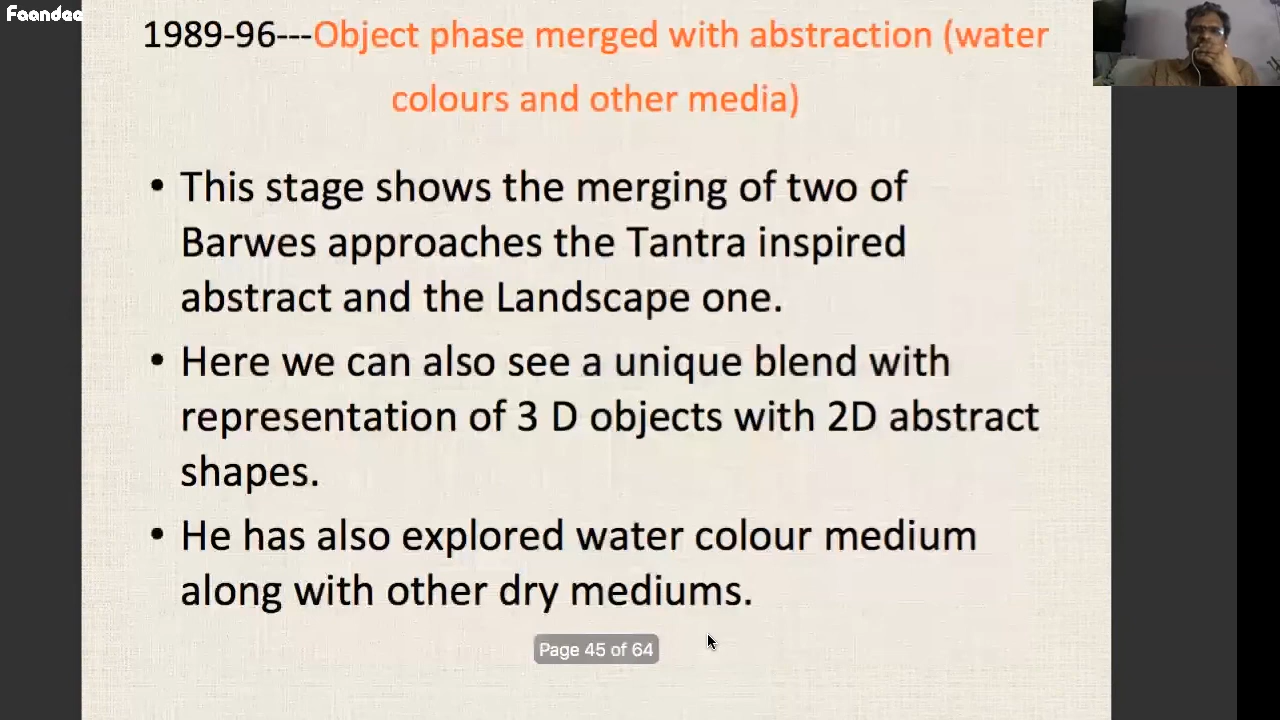 Faandee
1989-96---Object phase merged with abstraction (water
colours and other media)
• This stage shows the merging of two of
Barwes approaches the Tantra inspired
abstract and the Landscape one.
• Here we can also see a unique blend with
representation of 3 D objects with 2D abstract
shapes.
• He has also explored water colour medium
along with other dry mediums.
Page 45 of 64